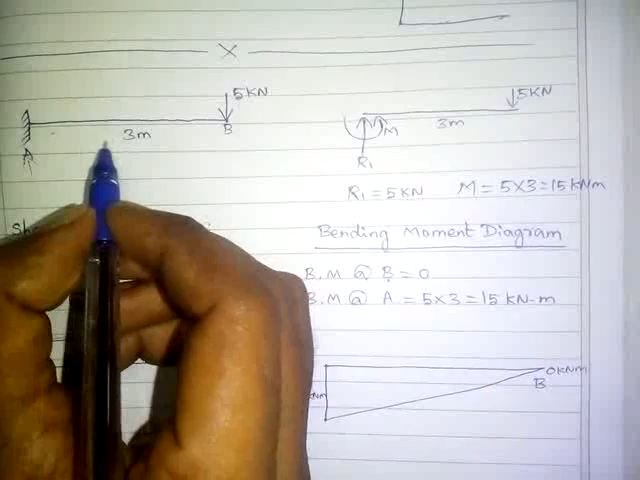 X
5KN
3m
B
A
5KN
3m
M
R1
R1 = 5KN M = 5×3=15 kNm
Bending Moment Diagram
B.M @ B = 0
B.M @ A = 5×3 = 15 kN-m
0kNm
B